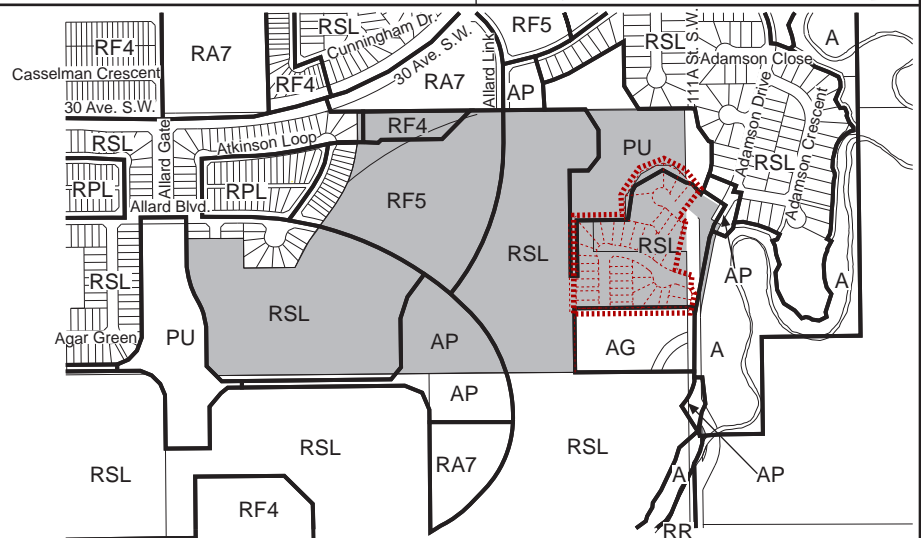 RSL
RF5
RF4
RA7
Cunningham Dr.
RSL
A
111A St. S.W.
Adamson Close
Casselman Crescent
30 Ave. S.W.
RF4
RA7
Allard Link
AP
30 Ave. S.W.
Adamson Drive
Adamson Crescent
RF4
RSL
Allard Gate
Atkinson Loop
PU
RSL
RPL
RPL
RF5
Allard Blvd.
RSL
RSL
RSL
AP
A
RSL
Agar Green
PU
AP
AG
A
AP
RSL
RSL
RSL
RA7
A
AP
RF4
RR